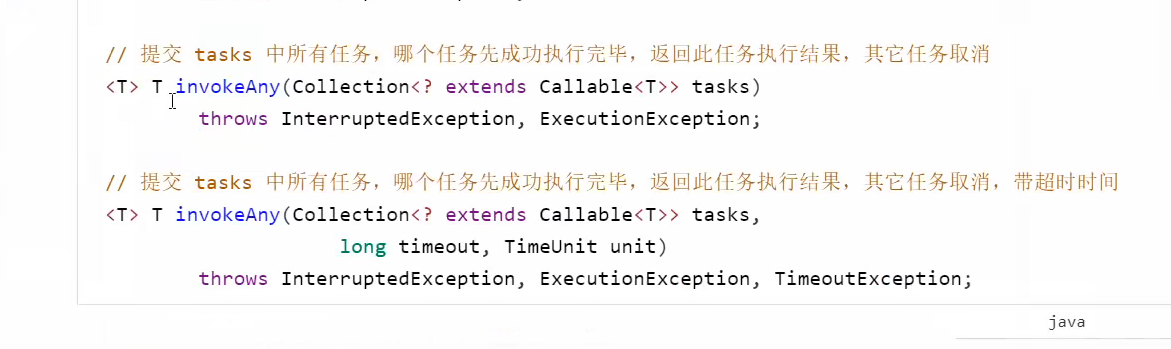 // 提交 tasks 中所有任务，哪个任务先成功执行完毕，返回此任务执行结果，其它任务取消
<T> T invokeAny(Collection<? extends Callable<T>> tasks)
throws InterruptedException, ExecutionException;
// 提交 tasks 中所有任务，哪个任务先成功执行完毕，返回此任务执行结果，其它任务取消，带超时时间
<T> T invokeAny(Collection<? extends Callable<T>> tasks,
long timeout, TimeUnit unit)
throws InterruptedException, ExecutionException, TimeoutException;
java